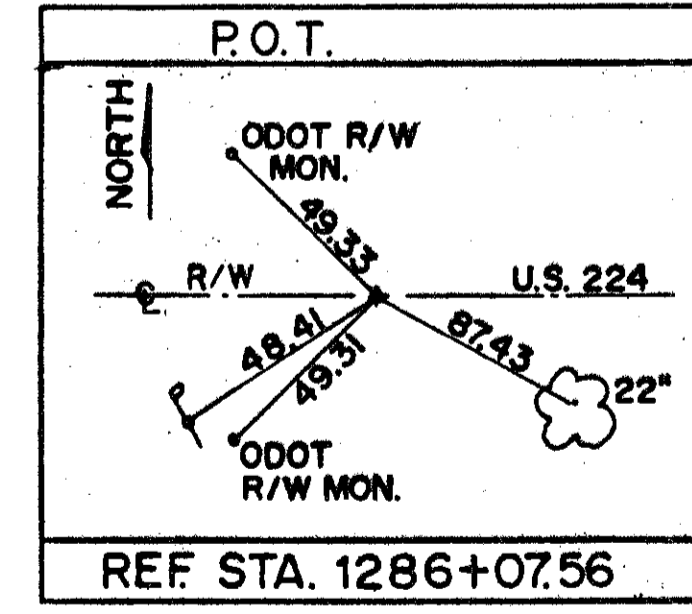 P.O.T.
NORTH
ODOT R/W
MON.
49.33
℄ R/W
U.S. 224
48.41
49.31
87.43
22"
P
ODOT
R/W MON.
REF. STA. 1286+07.56